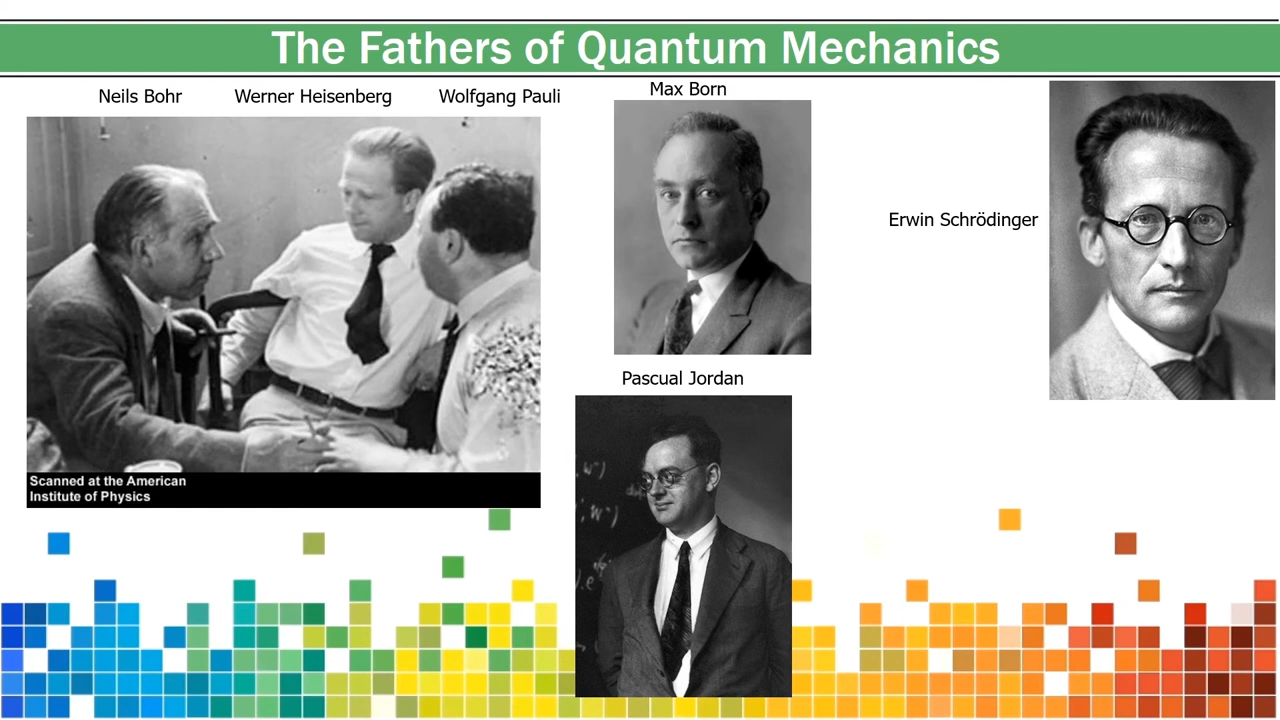 The Fathers of Quantum Mechanics
Neils Bohr
Werner Heisenberg
Wolfgang Pauli
Max Born
Erwin Schrödinger
Pascual Jordan
Scanned at the American
Institute of Physics